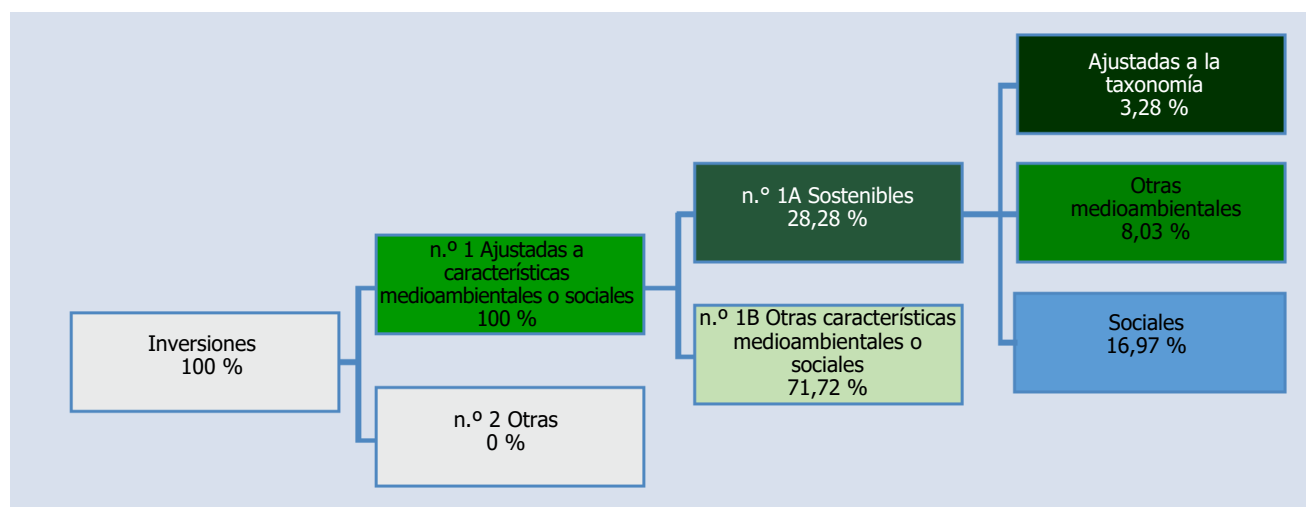 Inversiones
100 %
n.º 1 Ajustadas a
características
medioambientales o sociales
100 %
n.º 2 Otras
0 %
n.° 1A Sostenibles
28,28 %
n.º 1B Otras características
medioambientales o
sociales
71,72 %
Ajustadas a la
taxonomía
3,28 %
Otras
medioambientales
8,03 %
Sociales
16,97 %